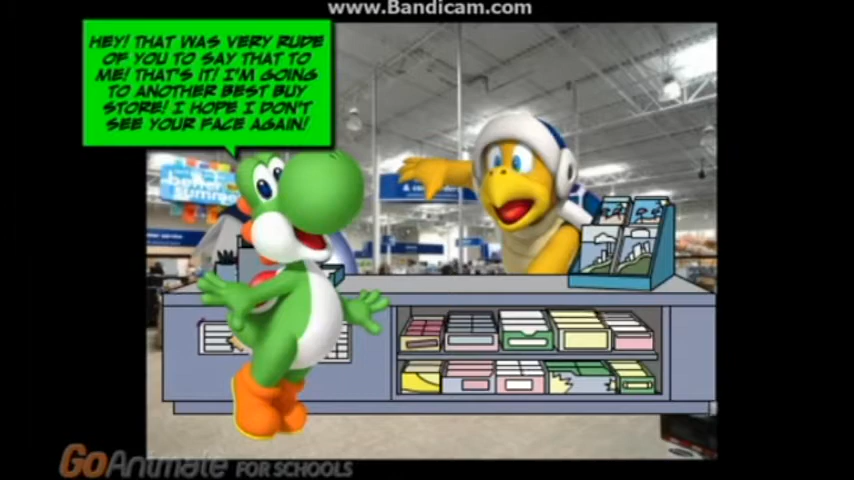 www.Bandicam.com
HEY! THAT WAS VERY RUDE
OF YOU TO SAY THAT TO
ME! THAT'S IT! I'M GOING
TO ANOTHER BEST BUY
STORE! I HOPE I DON'T
SEE YOUR FACE AGAIN!
GoAnimate FOR SCHOOLS